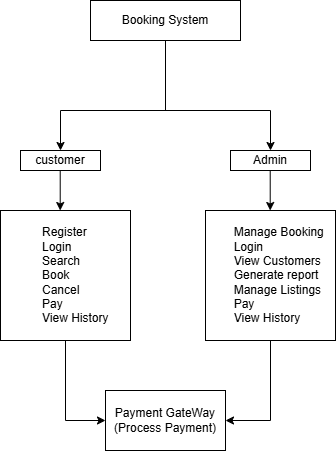 Booking System
customer
Admin
Register
Login
Search
Book
Cancel
Pay
View History
Manage Booking
Login
View Customers
Generate report
Manage Listings
Pay
View History
Payment GateWay
(Process Payment)